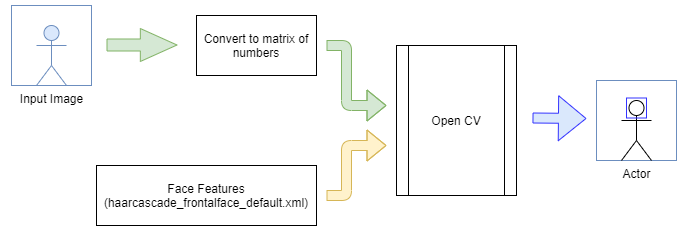 Input Image
Convert to matrix of
numbers
Face Features
(haarcascade_frontalface_default.xml)
Open CV
Actor